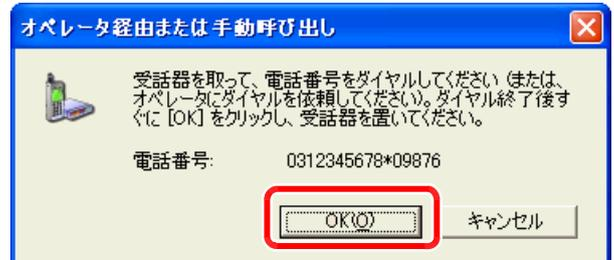 オペレータ経由または手動呼び出し
受話器を取って、電話番号をダイヤルしてください (または、
オペレータにダイヤルを依頼してください)。ダイヤル終了後す
ぐに [OK] をクリックし、受話器を置いてください。
電話番号: 0312345678*09876
OK(O) キャンセル